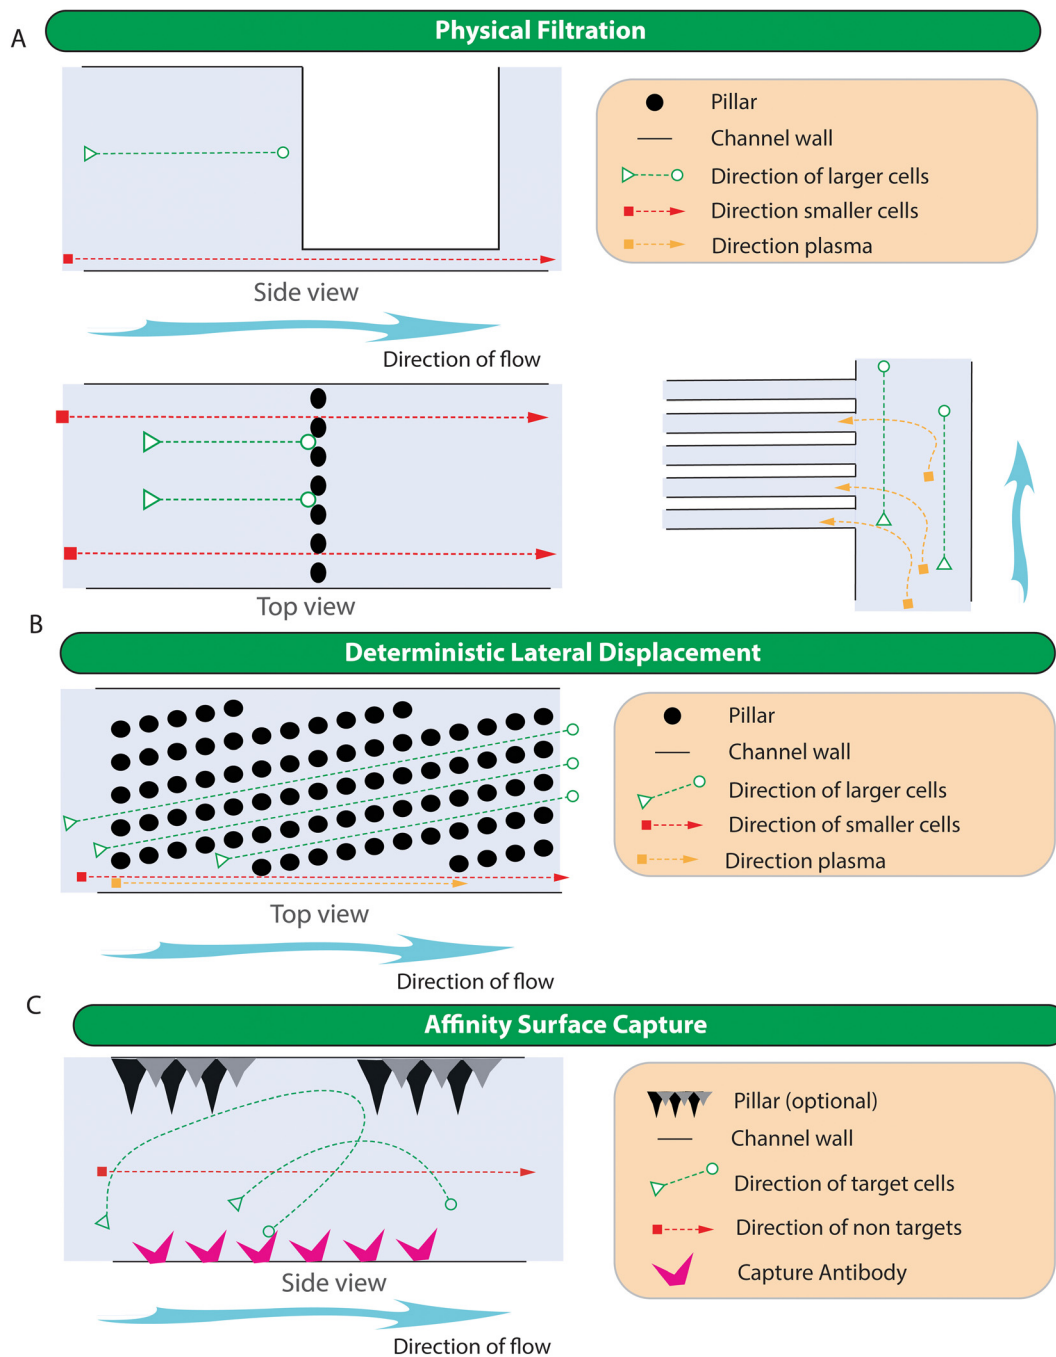 A
Physical Filtration
Pillar
Channel wall
Direction of larger cells
Direction smaller cells
Direction plasma
Side view
Direction of flow
Top view
B
Deterministic Lateral Displacement
Pillar
Channel wall
Direction of larger cells
Direction of smaller cells
Direction plasma
Top view
Direction of flow
C
Affinity Surface Capture
Pillar (optional)
Channel wall
Direction of target cells
Direction of non targets
Capture Antibody
Side view
Direction of flow